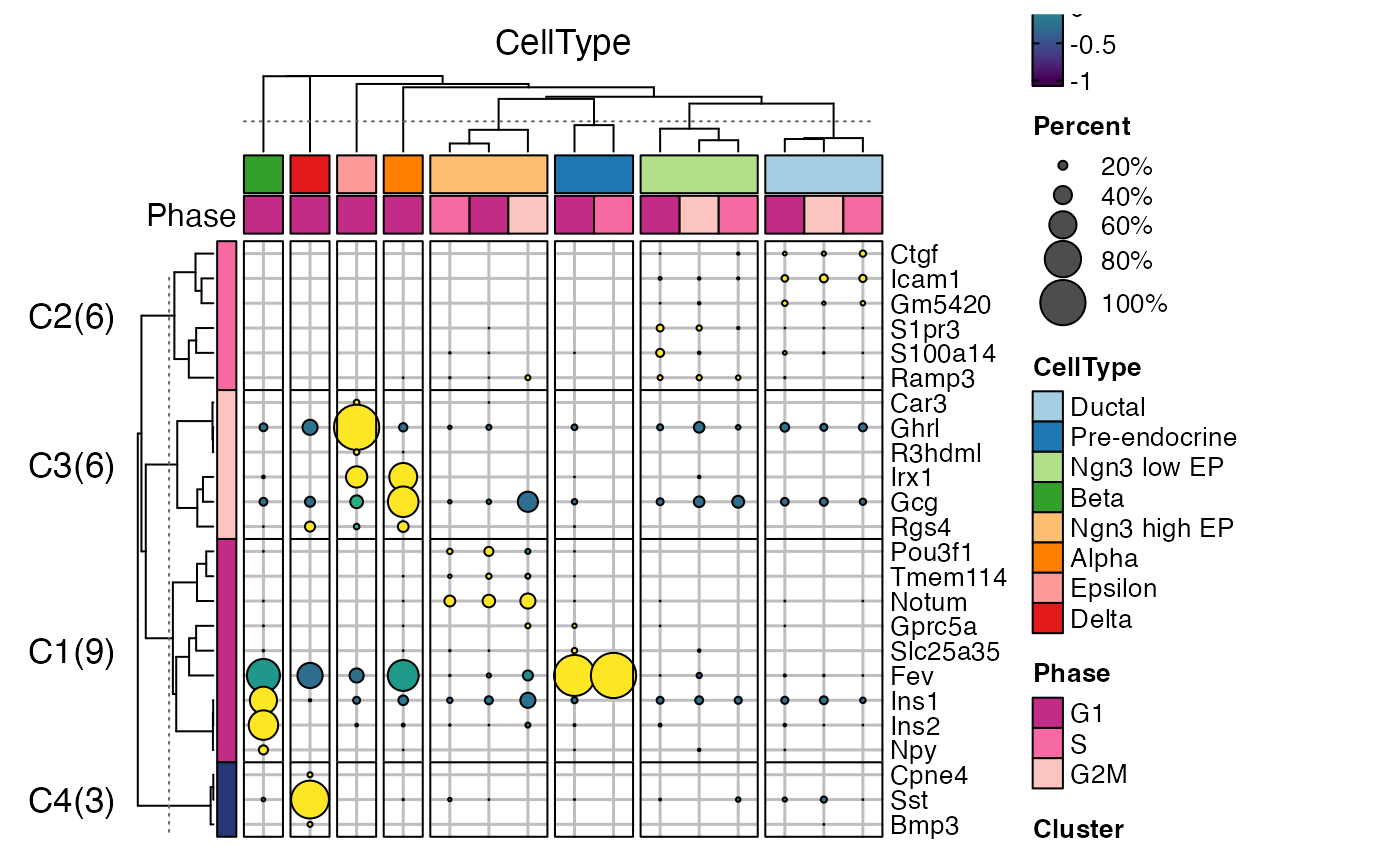 CellType
Phase
C2(6)
C3(6)
C1(9)
C4(3)
Ctgf
Icam1
Gm5420
S1pr3
S100a14
Ramp3
Car3
Ghrl
R3hdml
Irx1
Gcg
Rgs4
Pou3f1
Tmem114
Notum
Gprc5a
Slc25a35
Fev
Ins1
Ins2
Npy
Cpne4
Sst
Bmp3
-0.5
-1
Percent
20%
40%
60%
80%
100%
CellType
Ductal
Pre-endocrine
Ngn3 low EP
Beta
Ngn3 high EP
Alpha
Epsilon
Delta
Phase
G1
S
G2M
Cluster